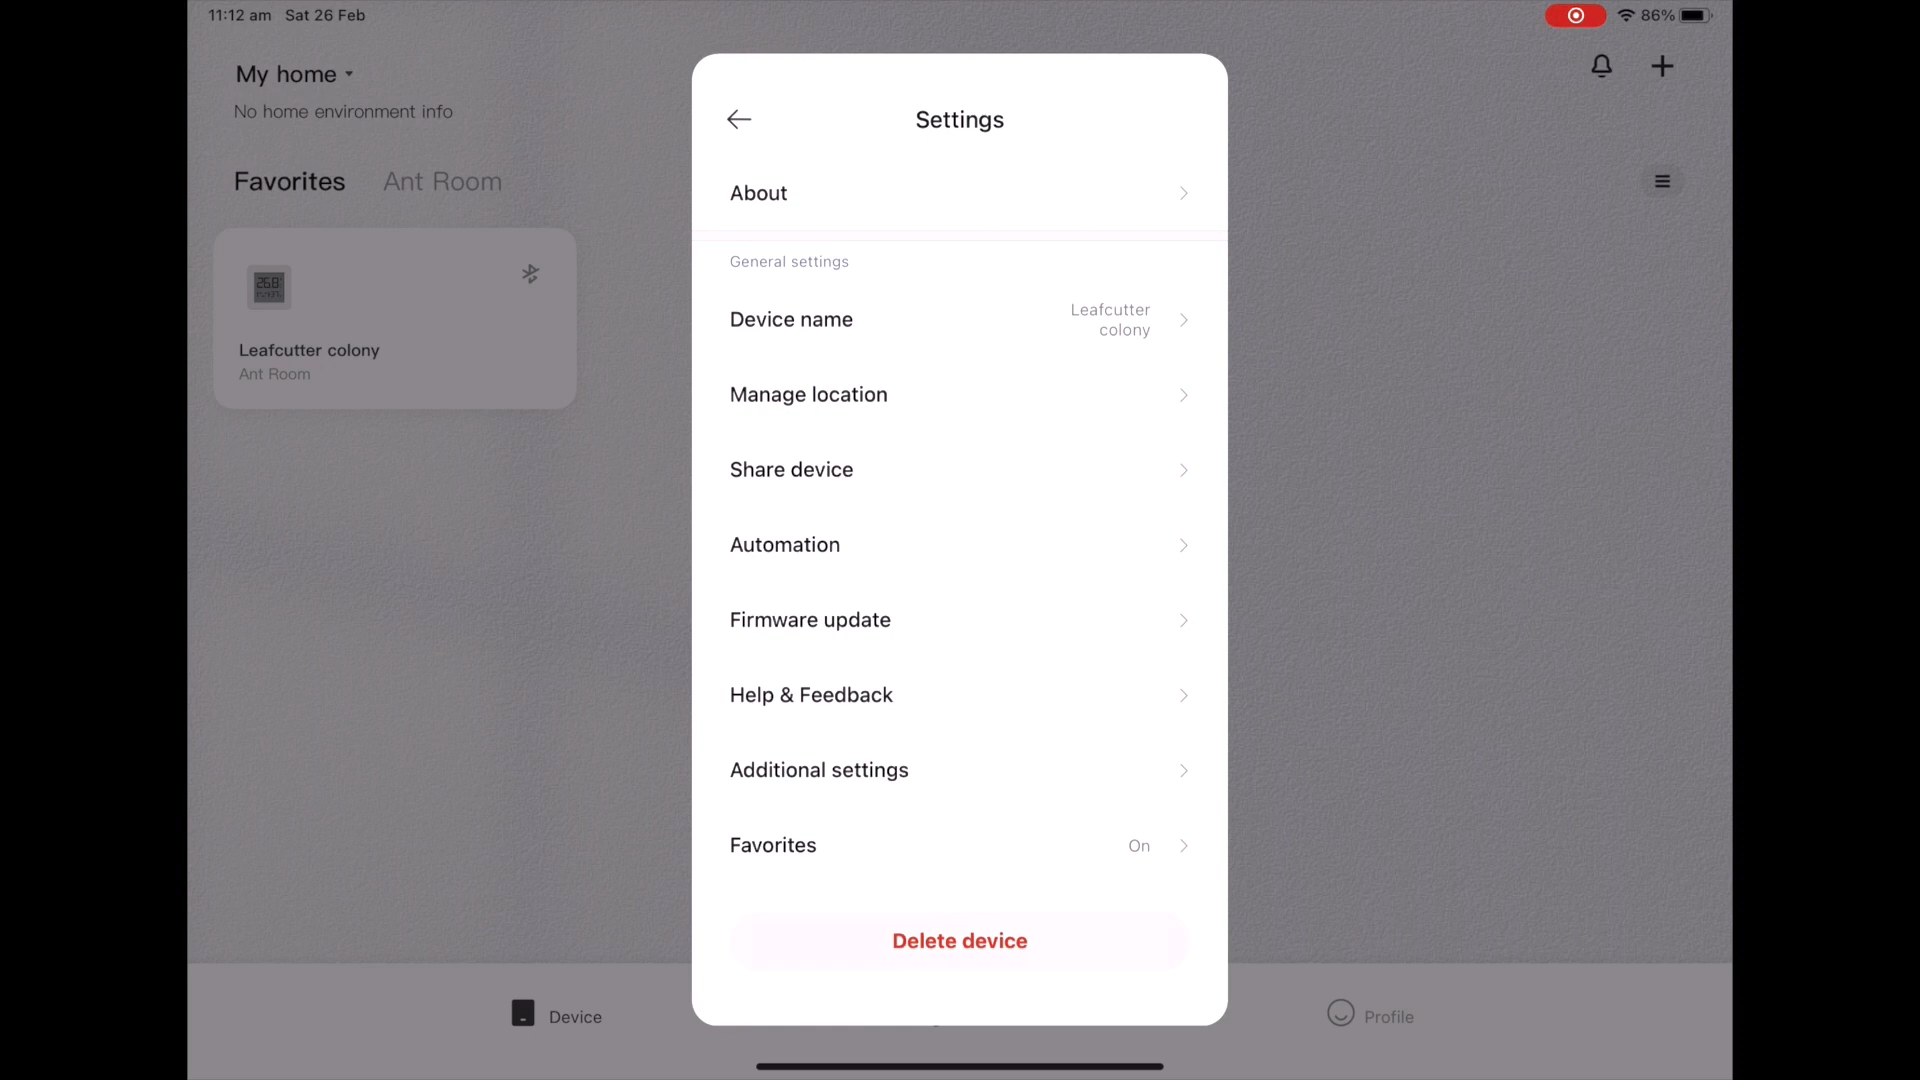 11:12 am Sat 26 Feb
86%
My home
No home environment info
Favorites Ant Room
26.8
Leafcutter colony
Ant Room
Settings
About
General settings
Device name
Leafcutter
colony
Manage location
Share device
Automation
Firmware update
Help & Feedback
Additional settings
Favorites On
Delete device
Device
Profile